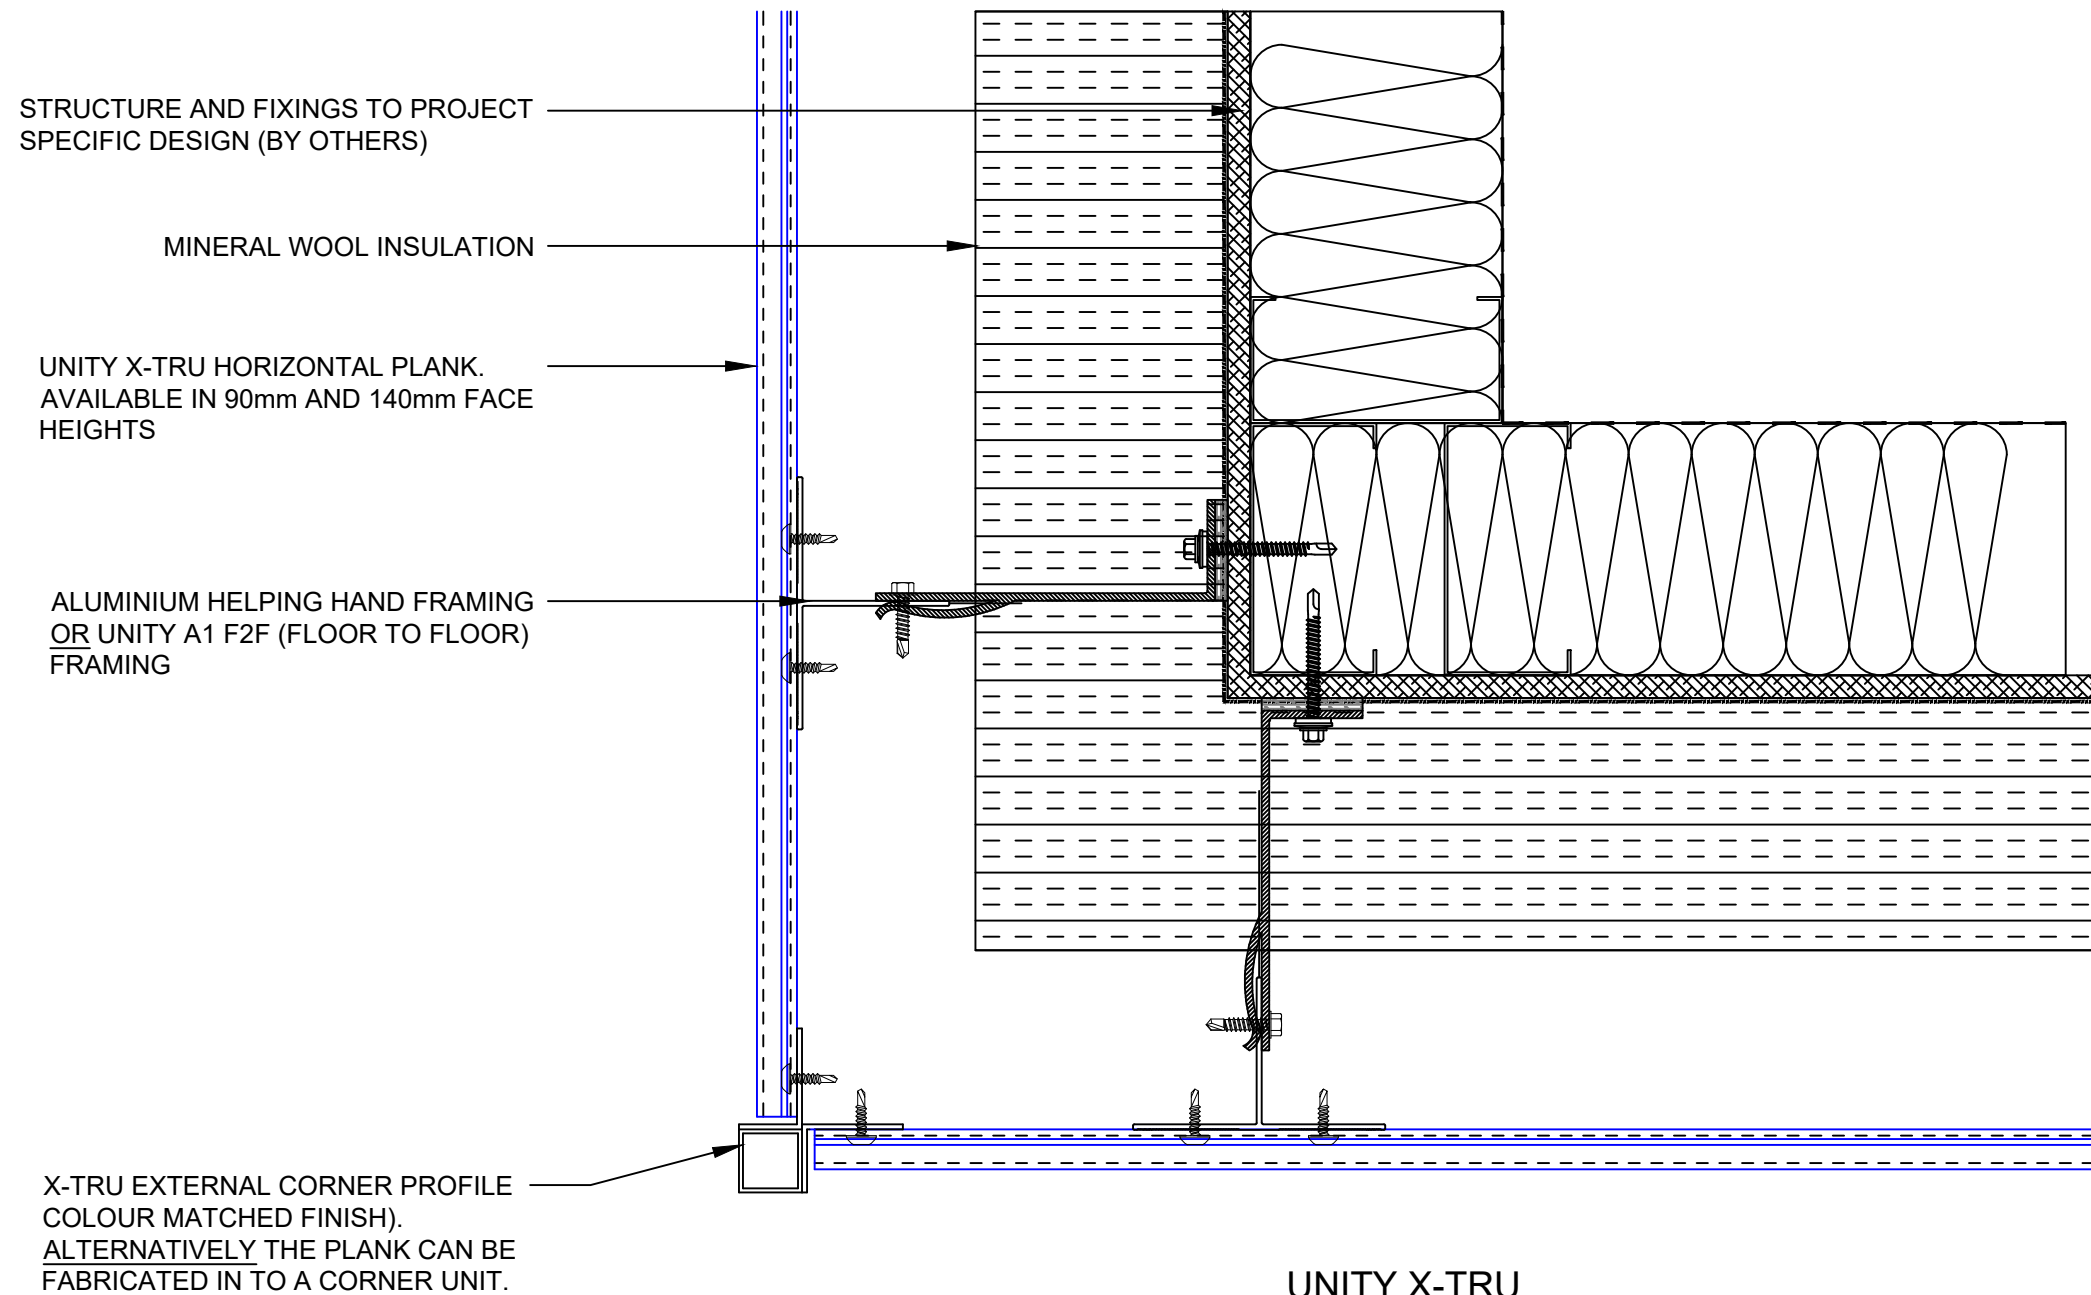 STRUCTURE AND FIXINGS TO PROJECT
SPECIFIC DESIGN (BY OTHERS)
MINERAL WOOL INSULATION
UNITY X-TRU HORIZONTAL PLANK.
AVAILABLE IN 90mm AND 140mm FACE
HEIGHTS
ALUMINIUM HELPING HAND FRAMING
OR UNITY A1 F2F (FLOOR TO FLOOR)
FRAMING
X-TRU EXTERNAL CORNER PROFILE
COLOUR MATCHED FINISH).
ALTERNATIVELY THE PLANK CAN BE
FABRICATED IN TO A CORNER UNIT.
UNITY X-TRU